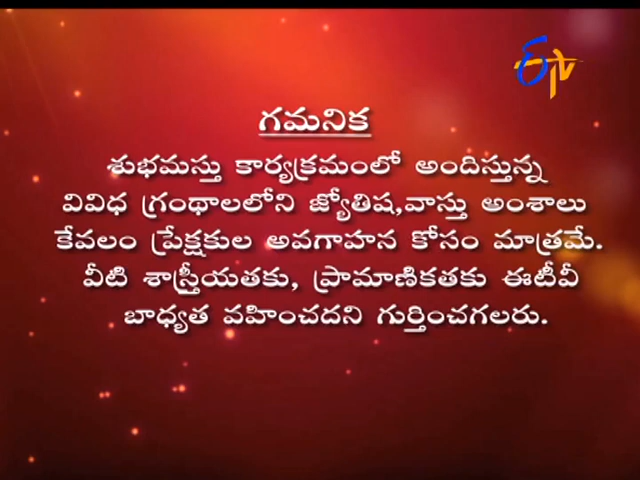 ETV
గమనిక
శుభమస్తు కార్యక్రమంలో అందిస్తున్న
వివిధ గ్రంథాలలోని జ్యోతిష,వాస్తు అంశాలు
కేవలం ప్రేక్షకుల అవగాహన కోసం మాత్రమే.
వీటి శాస్త్రీయతకు, ప్రామాణికతకు ఈటీవీ
బాధ్యత వహించదని గుర్తించగలరు.